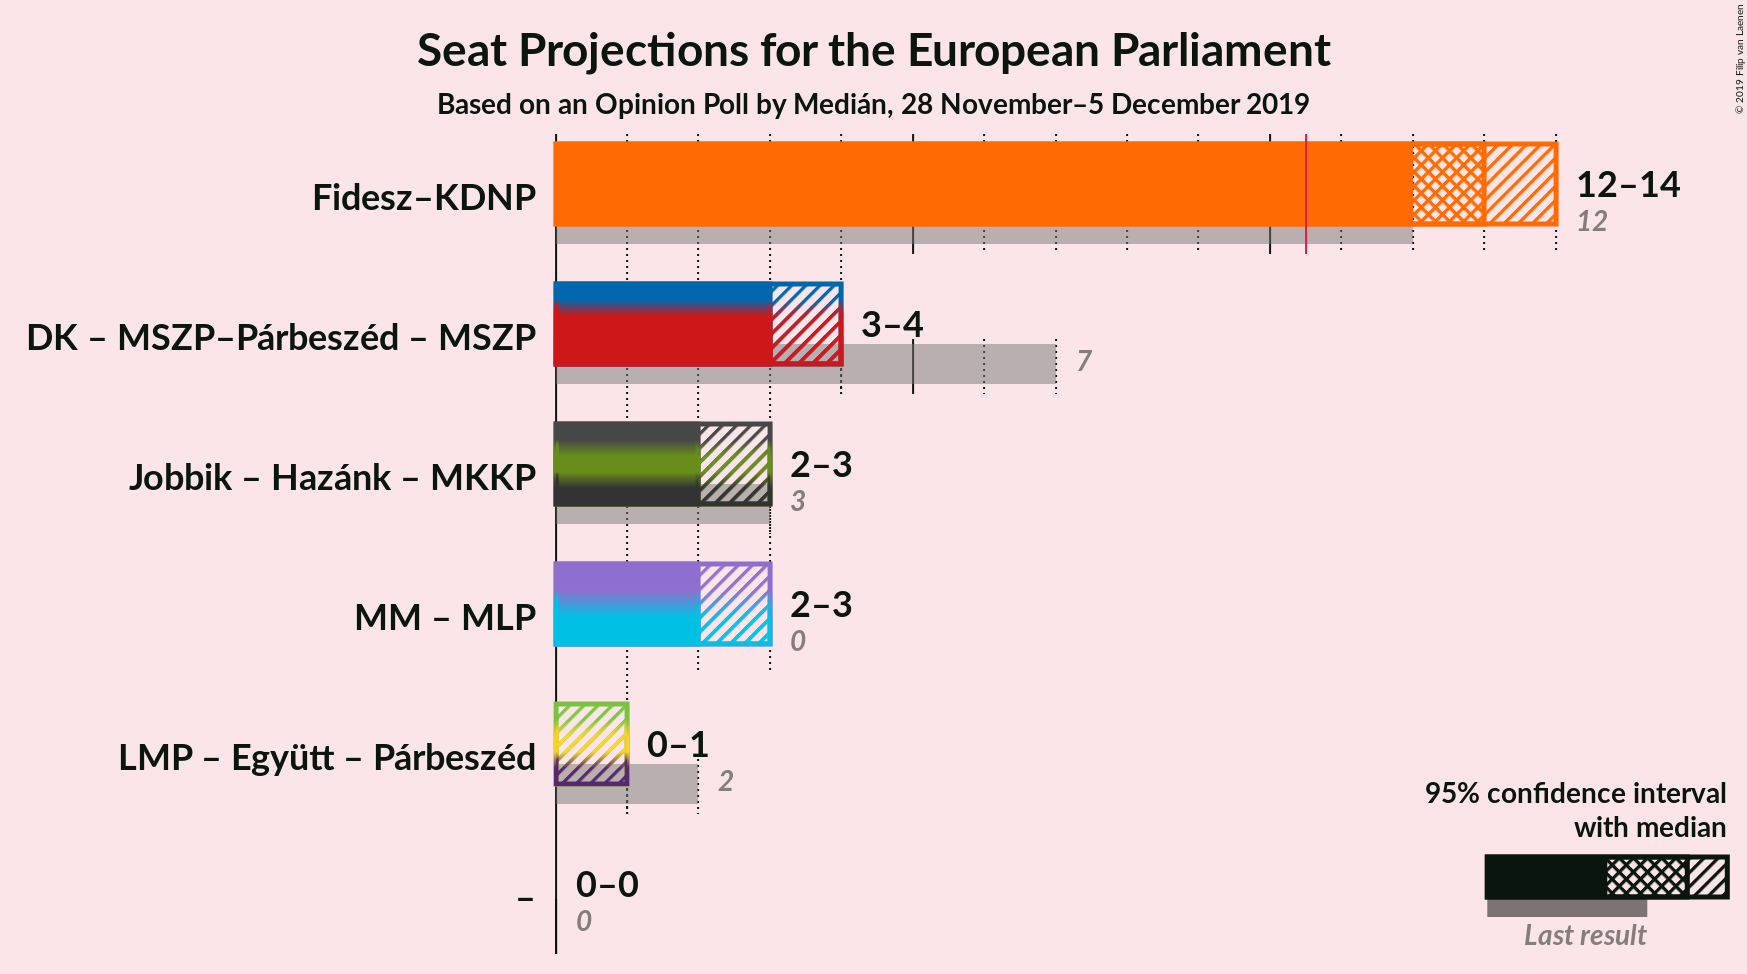 Seat Projections for the European Parliament
Based on an Opinion Poll by Medián, 28 November–5 December 2019
© 2019 Filip van Laenen
Fidesz–KDNP
12–14
12
DK – MSZP–Párbeszéd – MSZP
3–4
7
Jobbik – Hazánk – MKKP
2–3
3
MM – MLP
2–3
0
LMP – Együtt – Párbeszéd
0–1
2
–
0–0
0
95% confidence interval
with median
Last result